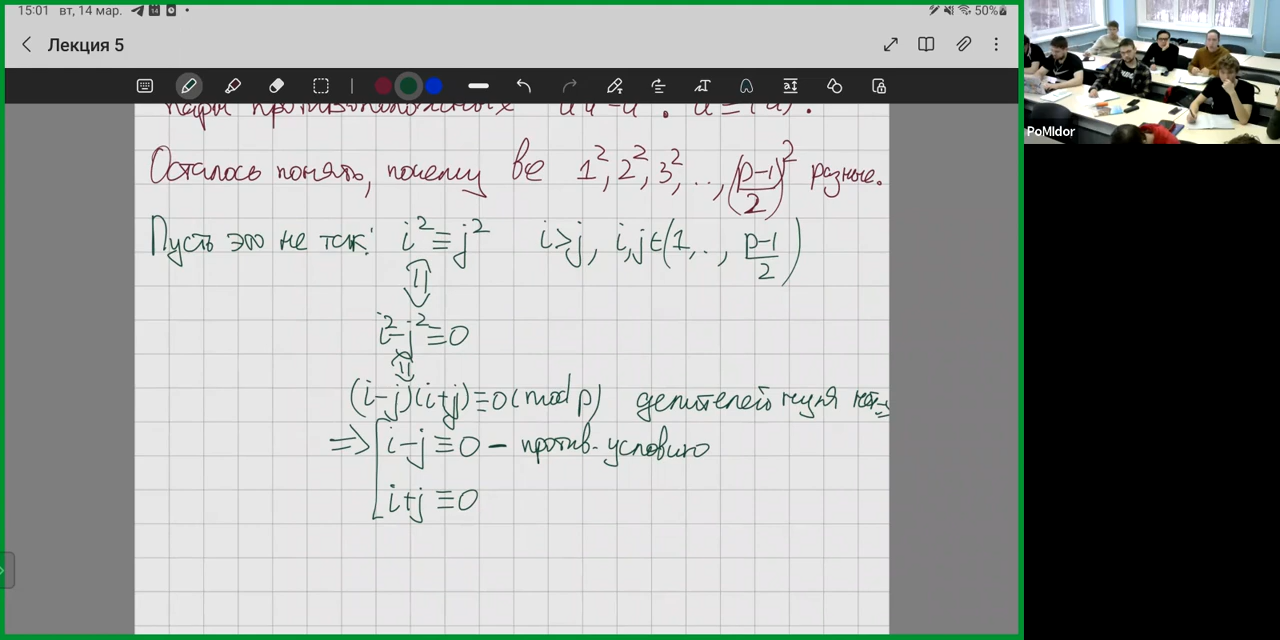 15:01 вт, 14 мар. 50%
Лекция 5
PoMIdor
пары противоположных
Осталось понять, почему все 1², 2², 3², .., (p-1/2)² разные.
Пусть это не так: i² ≡ j² i>j, i,j ∈ (1, .., p-1/2)
⇕
i²-j² ≡ 0
⇕
(i-j)(i+j) ≡ 0 (mod p) делителей нуля нет ⇒
⇒ [ i-j ≡ 0 – против. условию
i+j ≡ 0